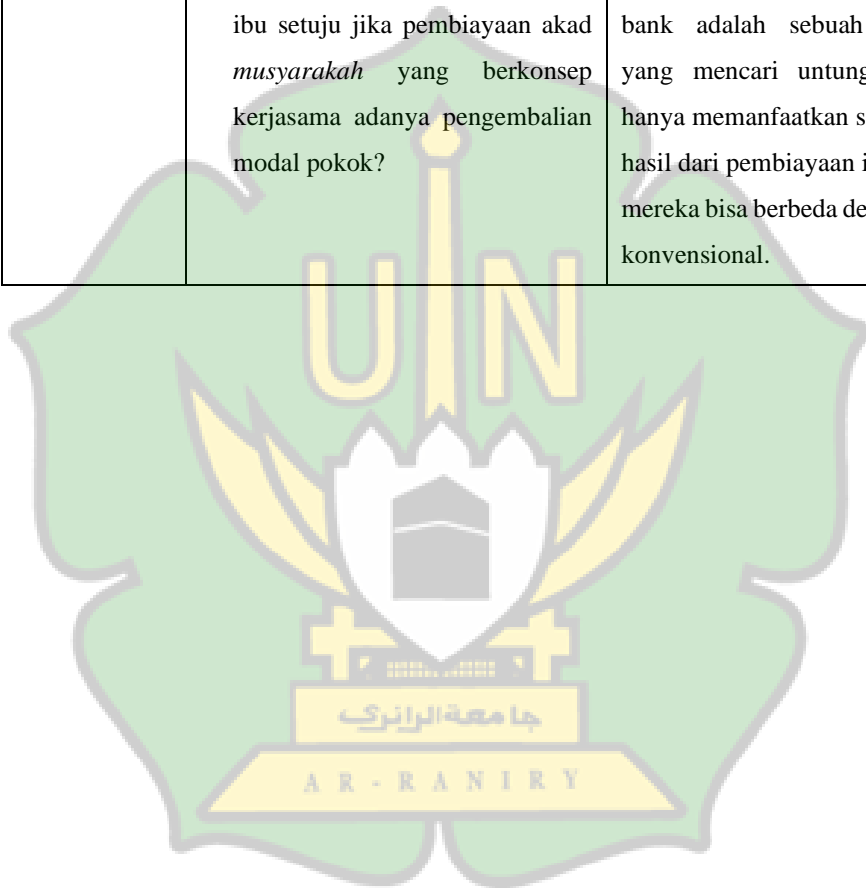 ibu setuju jika pembiayaan akad
musyarakah yang berkonsep
kerjasama adanya pengembalian
modal pokok?
bank adalah sebuah
yang mencari untung
hanya memanfaatkan
hasil dari pembiayaan
mereka bisa berbeda
konvensional.
UIN
جامعة الرانري
AR-RANIRY